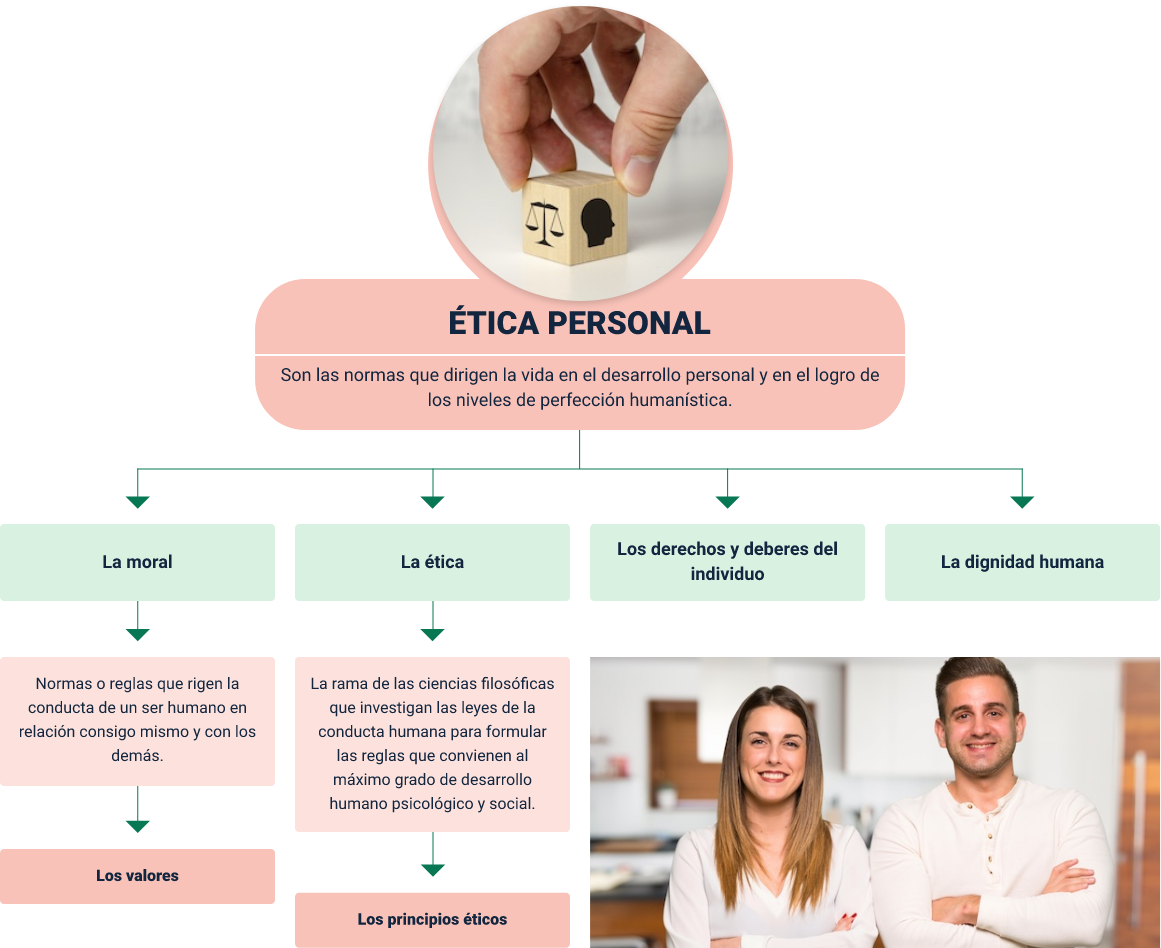 ÉTICA PERSONAL
Son las normas que dirigen la vida en el desarrollo personal y en el logro de
los niveles de perfección humanística.
La moral
La ética
Los derechos y deberes del
individuo
La dignidad humana
Normas o reglas que rigen la
conducta de un ser humano en
relación consigo mismo y con los
demás.
La rama de las ciencias filosóficas
que investigan las leyes de la
conducta humana para formular
las reglas que convienen al
máximo grado de desarrollo
humano psicológico y social.
Los valores
Los principios éticos